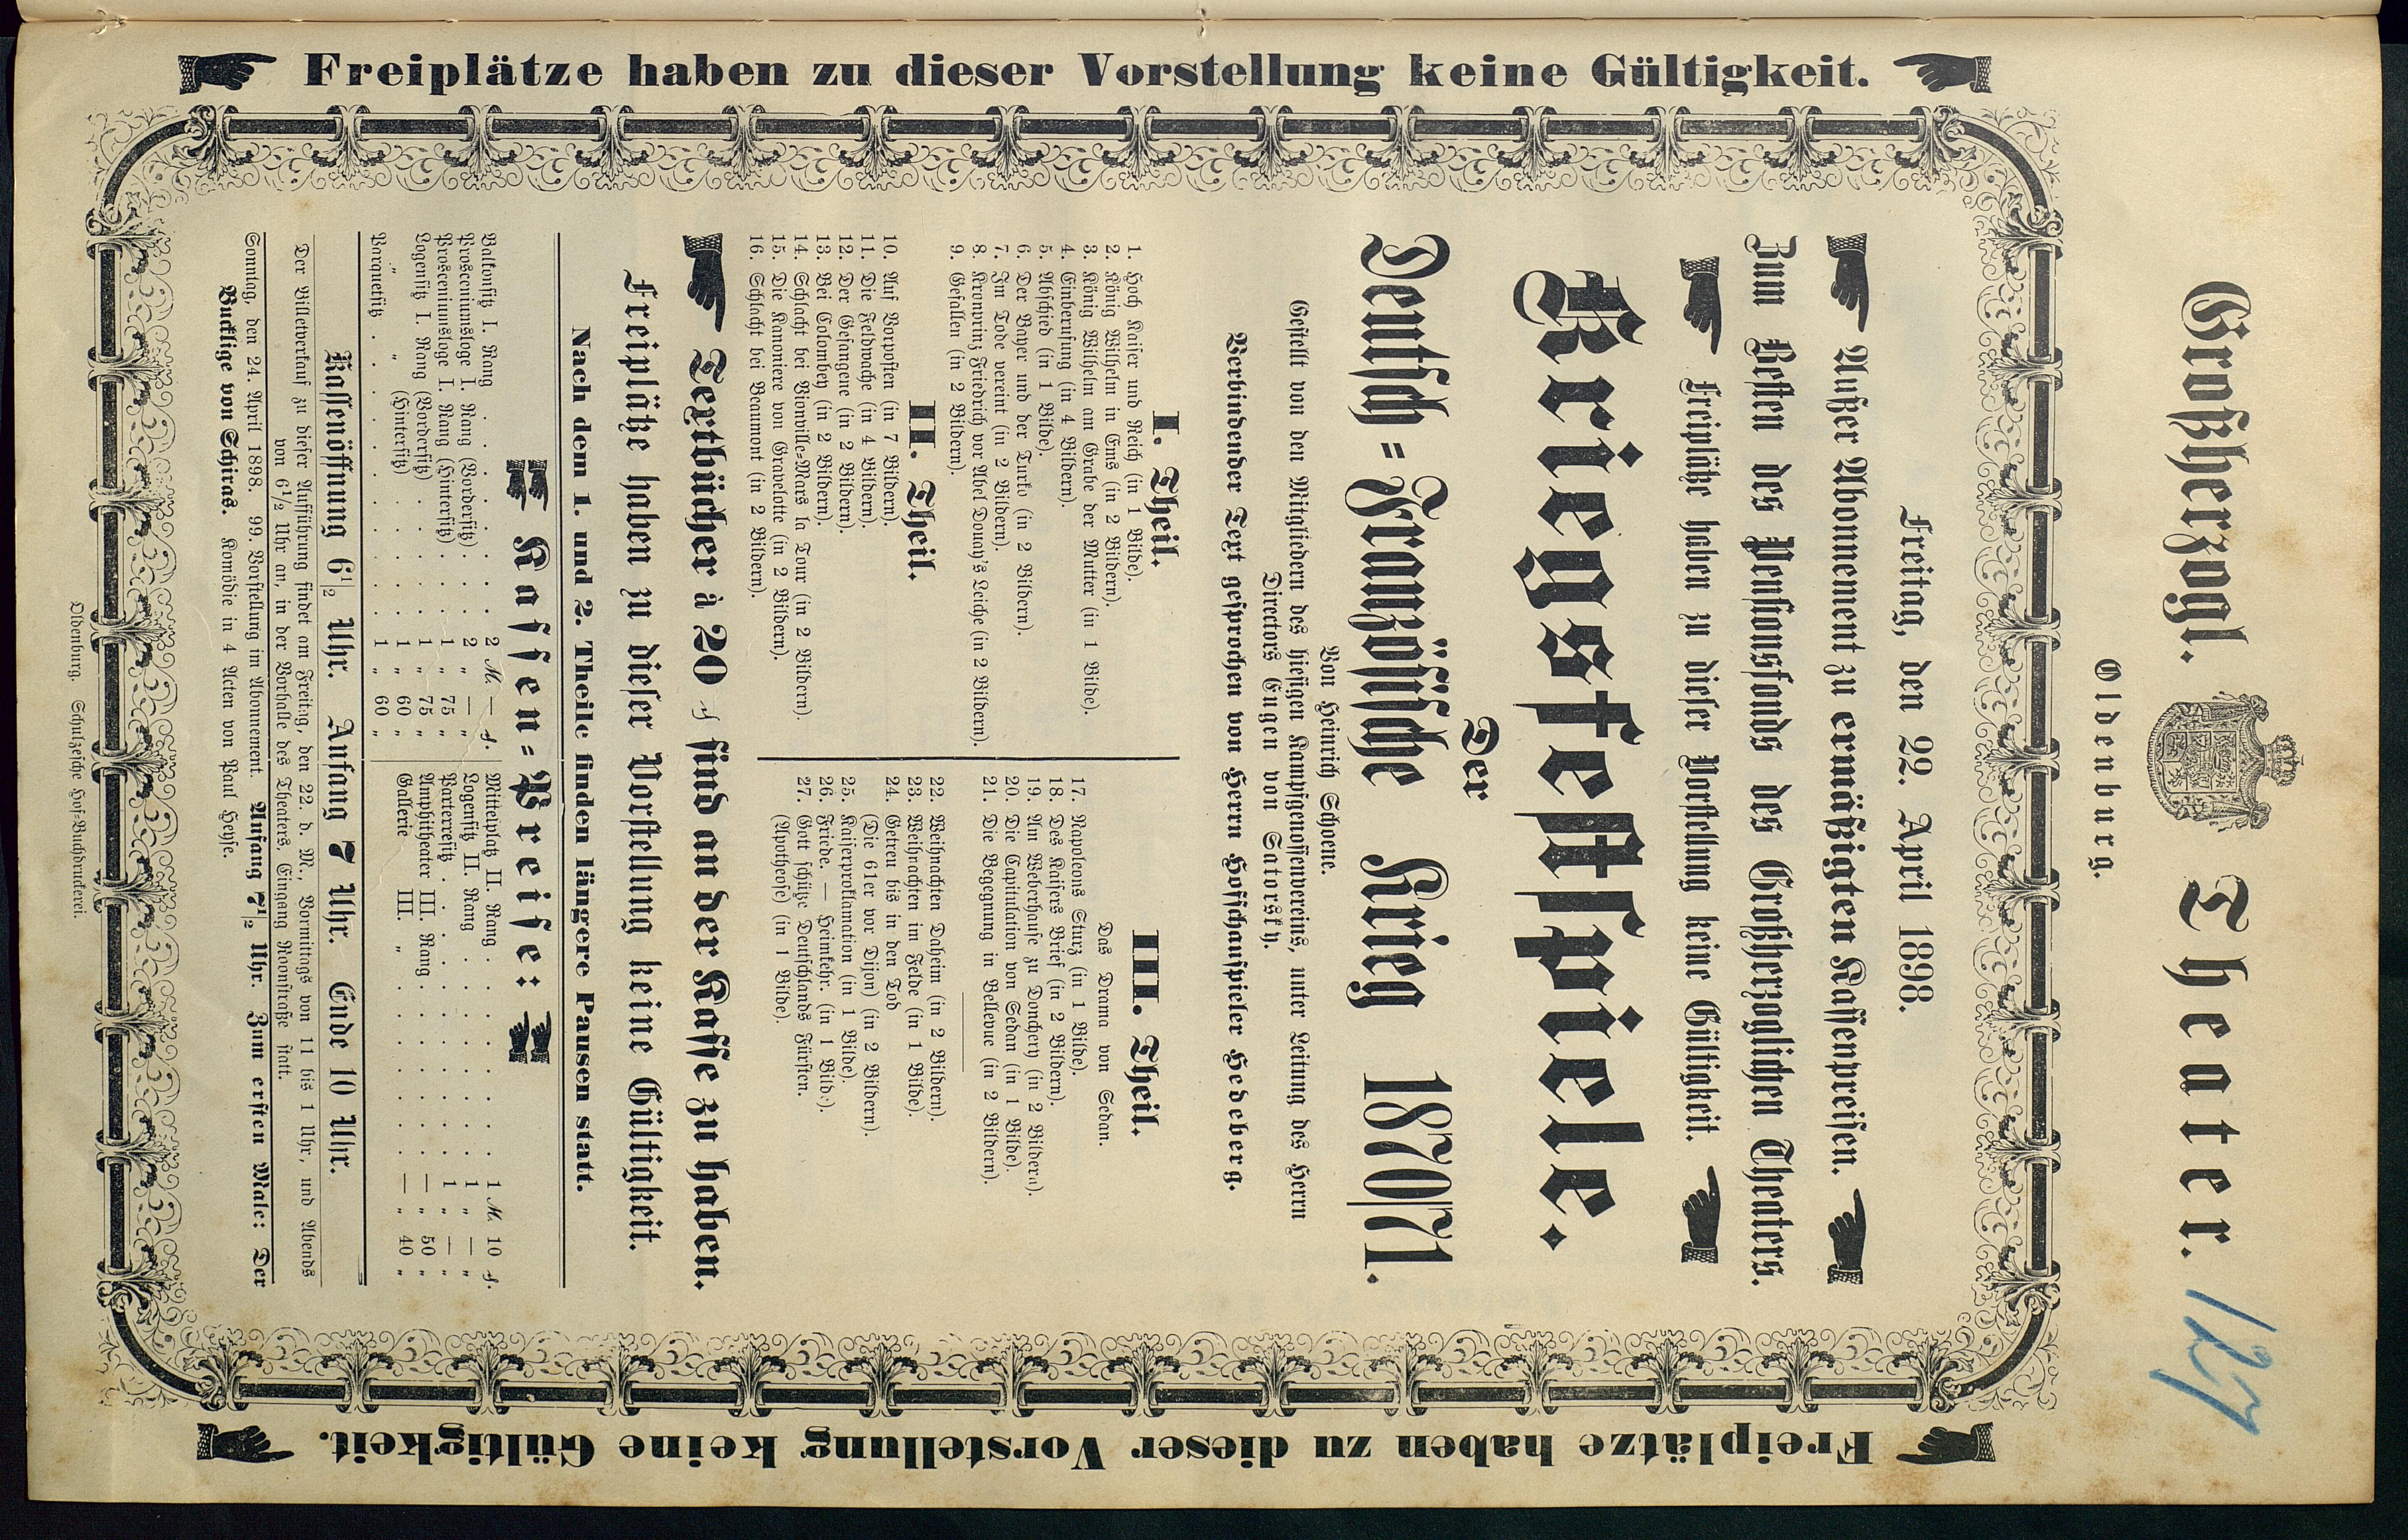 Großherzogl. Theater.
127
Oldenburg.
Freitag, den 22. April 1898.
Außer Abonnement zu ermäßigten Kassenpreisen.
Zum Besten des Pensionsfonds des Großherzoglichen Theaters.
Freiplätze haben zu dieser Vorstellung keine Gültigkeit.
Kriegsfestspiele.
Der
Deutsch-Französische Krieg 1870/71.
Von Heinrich Schoene.
Gestellt von den Mitgliedern des hiesigen Kampfgenossenvereins, unter Leitung des Herrn
Directors Eugen von Satorsky.
Verbindender Text gesprochen von Herrn Hofschauspieler Hedeberg.
I. Theil.
1. Hoch Kaiser und Reich (in 1 Bilde).
2. König Wilhelm in Ems (in 2 Bildern).
3. König Wilhelm am Grabe der Mutter (in 1 Bilde).
4. Einberufung (in 4 Bildern).
5. Abschied (in 1 Bilde).
6. Der Bayer und der Turko (in 2 Bildern).
7. Im Tode vereint (in 2 Bildern).
8. Kronprinz Friedrich vor Abel Douay's Leiche (in 2 Bildern).
9. Gefallen (in 2 Bildern).
II. Theil.
10. Auf Vorposten (in 7 Bildern).
11. Die Feldwache (in 4 Bildern).
12. Der Gefangene (in 2 Bildern).
13. Bei Colombey (in 2 Bildern).
14. Schlacht bei Vionville-Mars la Tour (in 2 Bildern).
15. Die Kanoniere von Gravelotte (in 2 Bildern).
16. Schlacht bei Beaumont (in 2 Bildern).
III. Theil.
Das Drama von Sedan.
17. Napoleons Sturz (in 1 Bilde).
18. Des Kaisers Brief (in 2 Bildern).
19. Am Weberhause zu Donchery (in 2 Bildern).
20. Die Capitulation von Sedan (in 1 Bilde).
21. Die Begegnung in Bellevue (in 2 Bildern).
22. Weihnachten Daheim (in 2 Bildern).
23. Weihnachten im Felde (in 1 Bilde).
24. Getreu bis in den Tod
(Die 61er vor Dijon) (in 2 Bildern).
25. Kaiserproklamation (in 1 Bilde).
26. Friede. — Heimkehr. (in 1 Bilde).
27. Gott schütze Deutschlands Fürsten.
(Apotheose) (in 1 Bilde).
Textbücher à 20 ₰ sind an der Kasse zu haben.
Freiplätze haben zu dieser Vorstellung keine Gültigkeit.
Nach dem 1. und 2. Theile finden längere Pausen statt.
Kassen-Preise:
Balkonsitz I. Rang . . . . . 2 M. — ₰.
Prosceniumsloge I. Rang (Vordersitz) . . 2 „ — „
Prosceniumsloge I. Rang (Hintersitz) . . 1 „ 75 „
Logensitz I. Rang (Vordersitz) . . . 1 „ 75 „
„ „ (Hintersitz) . . . 1 „ 60 „
Parquetsitz . . . . . . 1 „ 60 „
Mittelplatz II. Rang . . . . . 1 M. 10 ₰.
Logensitz II. Rang . . . . . 1 „ — „
Parterresitz . . . . . . 1 „ — „
Amphitheater III. Rang . . . . — „ 50 „
Gallerie III. „ . . . . — „ 40 „
Kassenöffnung 6½ Uhr. Anfang 7 Uhr. Ende 10 Uhr.
Der Billetverkauf zu dieser Aufführung findet am Freitag, den 22. d. M., Vormittags von 11 bis 1 Uhr, und Abends
von 6½ Uhr an, in der Vorhalle des Theaters, Eingang Roonstraße statt.
Sonntag, den 24. April 1898. 99. Vorstellung im Abonnement. Anfang 7½ Uhr. Zum ersten Male: Der
Bucklige von Schiras. Komödie in 4 Acten von Paul Heyse.
Oldenburg. Schulzesche Hof-Buchdruckerei.
Freiplätze haben zu dieser Vorstellung keine Gültigkeit.
Freiplätze haben zu dieser Vorstellung keine Gültigkeit.